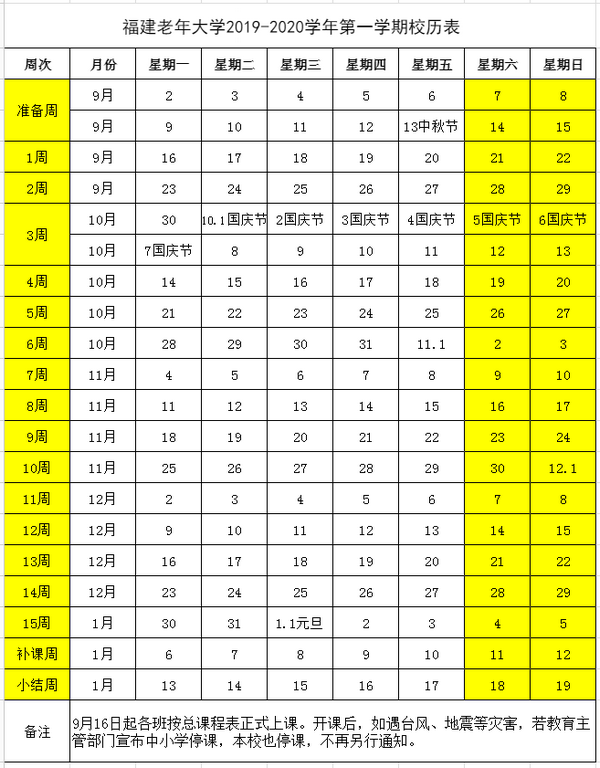 福建老年大学2019-2020学年第一学期校历表
周次 月份 星期一 星期二 星期三 星期四 星期五 星期六 星期日
准备周 9月 2 3 4 5 6 7 8
9月 9 10 11 12 13中秋节 14 15
1周 9月 16 17 18 19 20 21 22
2周 9月 23 24 25 26 27 28 29
3周 10月 30 10.1国庆节 2国庆节 3国庆节 4国庆节 5国庆节 6国庆节
10月 7国庆节 8 9 10 11 12 13
4周 10月 14 15 16 17 18 19 20
5周 10月 21 22 23 24 25 26 27
6周 10月 28 29 30 31 11.1 2 3
7周 11月 4 5 6 7 8 9 10
8周 11月 11 12 13 14 15 16 17
9周 11月 18 19 20 21 22 23 24
10周 11月 25 26 27 28 29 30 12.1
11周 12月 2 3 4 5 6 7 8
12周 12月 9 10 11 12 13 14 15
13周 12月 16 17 18 19 20 21 22
14周 12月 23 24 25 26 27 28 29
15周 1月 30 31 1.1元旦 2 3 4 5
补课周 1月 6 7 8 9 10 11 12
小结周 1月 13 14 15 16 17 18 19
备注 9月16日起各班按总课程表正式上课。开课后，如遇台风、地震等灾害，若教育主
管部门宣布中小学停课，本校也停课，不再另行通知。